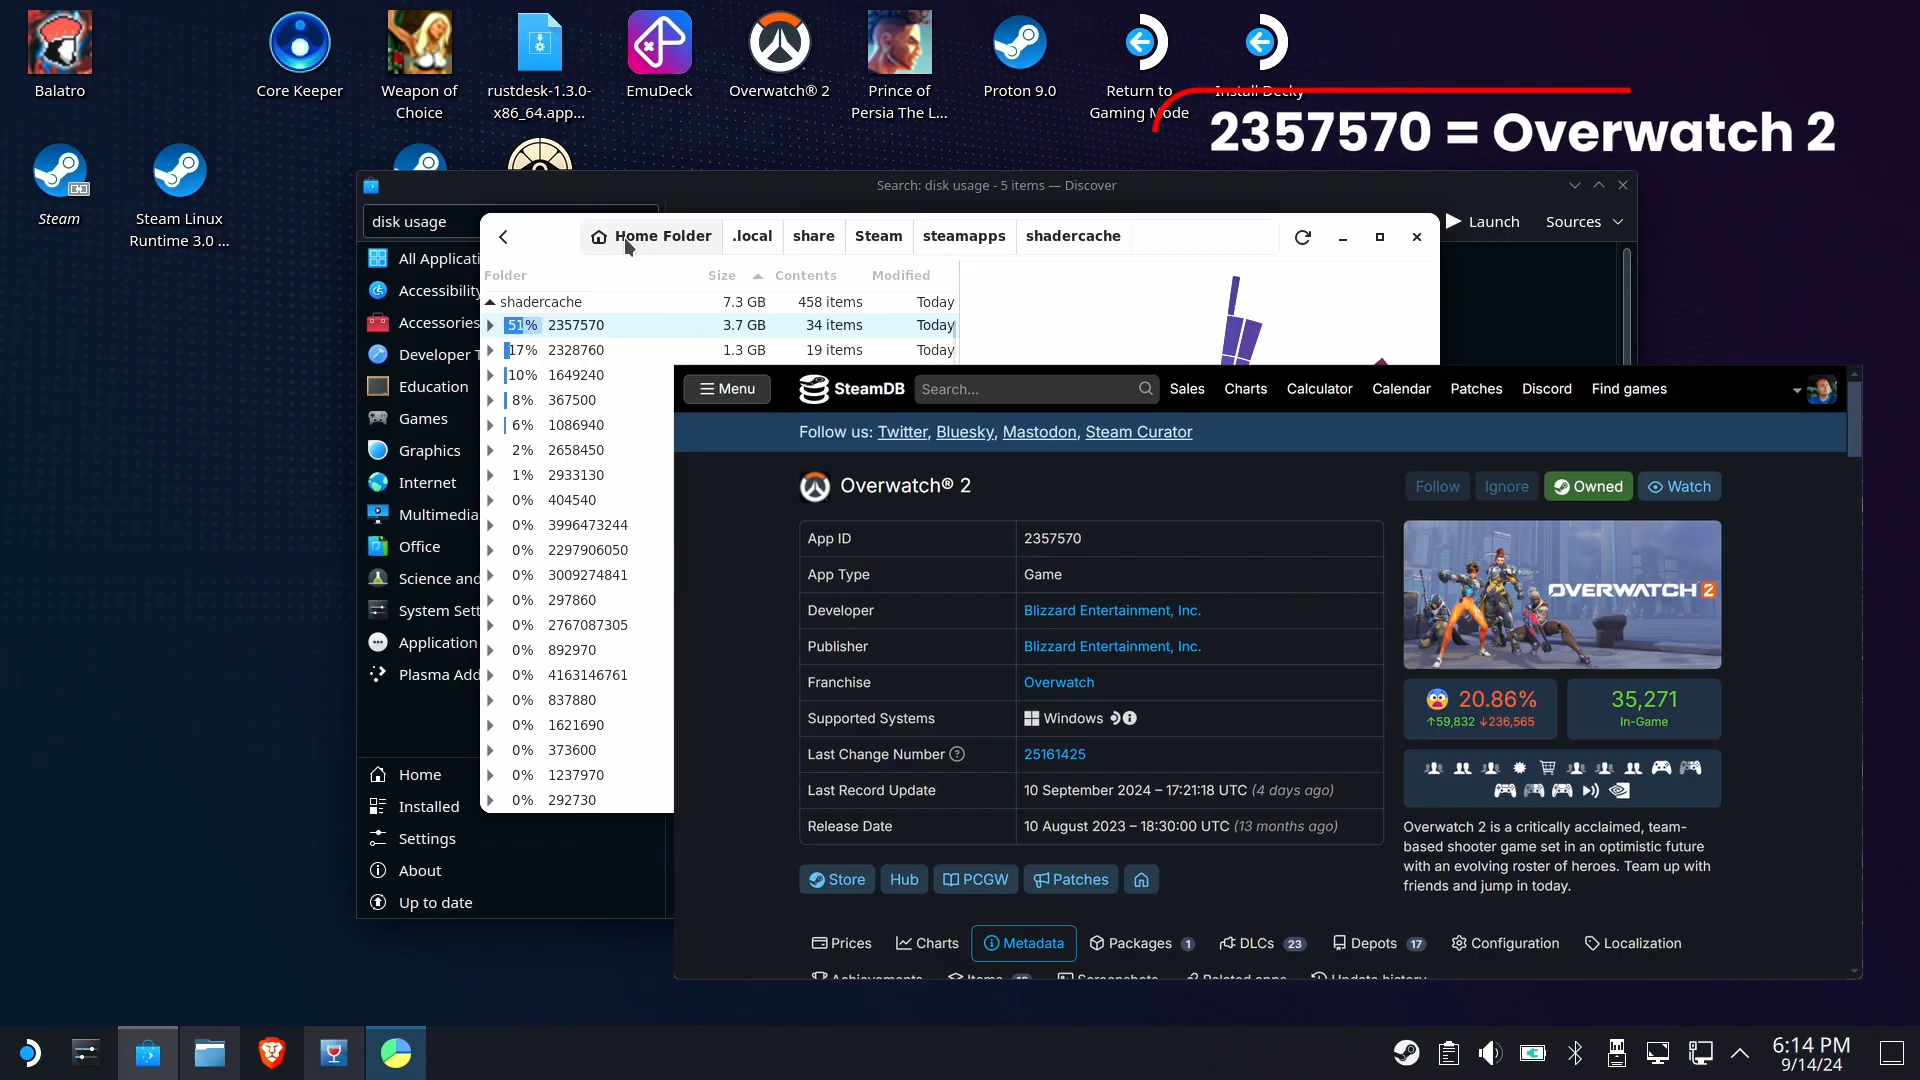 Balatro
Core Keeper
Weapon of
Choice
rustdesk-1.3.0-
x86_64.app...
EmuDeck
Overwatch® 2
Prince of
Persia The L...
Proton 9.0
Return to
Gaming Mode
Install Decky
2357570 = Overwatch 2
Steam
Steam Linux
Runtime 3.0 ...
Search: disk usage - 5 items — Discover
disk usage
Launch
Sources
All Applicati
Accessibility
Accessories
Developer T
Education
Games
Graphics
Internet
Multimedia
Office
Science and
System Sett
Application
Plasma Add
Home
Installed
Settings
About
Up to date
Home Folder .local share Steam steamapps shadercache
Folder Size Contents Modified
shadercache 7.3 GB 458 items Today
51% 2357570 3.7 GB 34 items Today
17% 2328760 1.3 GB 19 items Today
10% 1649240
8% 367500
6% 1086940
2% 2658450
1% 2933130
0% 404540
0% 3996473244
0% 2297906050
0% 3009274841
0% 297860
0% 2767087305
0% 892970
0% 4163146761
0% 837880
0% 1621690
0% 373600
0% 1237970
0% 292730
Menu SteamDB Search... Sales Charts Calculator Calendar Patches Discord Find games
Follow us: Twitter, Bluesky, Mastodon, Steam Curator
Overwatch® 2
Follow Ignore Owned Watch
App ID 2357570
App Type Game
Developer Blizzard Entertainment, Inc.
Publisher Blizzard Entertainment, Inc.
Franchise Overwatch
Supported Systems Windows
Last Change Number 25161425
Last Record Update 10 September 2024 – 17:21:18 UTC (4 days ago)
Release Date 10 August 2023 – 18:30:00 UTC (13 months ago)
OVERWATCH 2
20.86%
↑59,832 ↓236,565
35,271
In-Game
Overwatch 2 is a critically acclaimed, team-
based shooter game set in an optimistic future
with an evolving roster of heroes. Team up with
friends and jump in today.
Store Hub PCGW Patches
Prices Charts Metadata Packages 1 DLCs 23 Depots 17 Configuration Localization
Achievements Items Screenshots Related apps Update history
6:14 PM
9/14/24